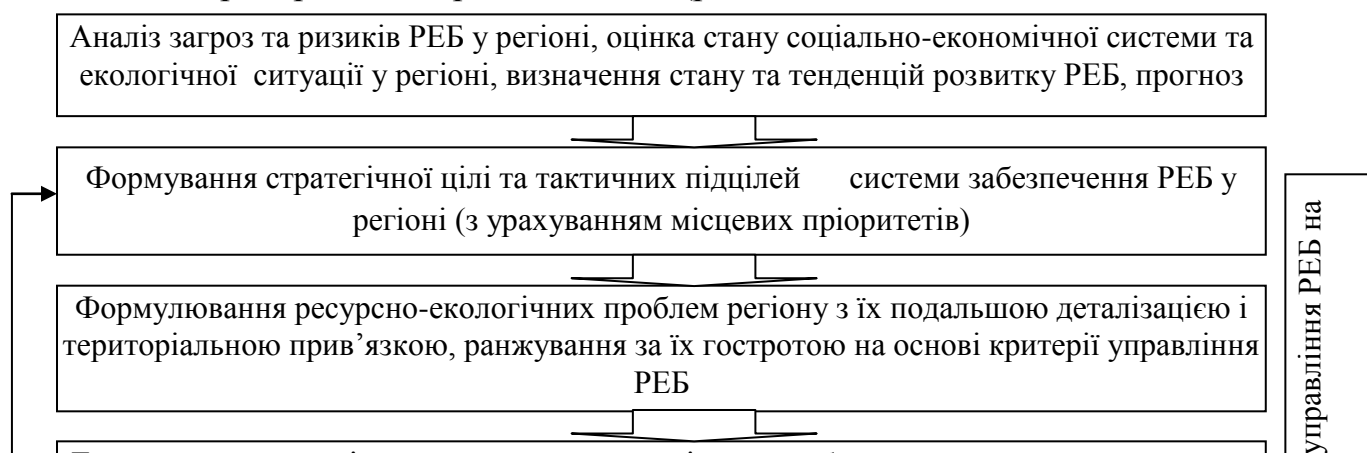 Аналіз загроз та ризиків РЕБ у регіоні, оцінка стану соціально-економічної системи та
екологічної ситуації у регіоні, визначення стану та тенденцій розвитку РЕБ, прогноз
Формування стратегічної цілі та тактичних підцілей системи забезпечення РЕБ у
регіоні (з урахуванням місцевих пріоритетів)
Формулювання ресурсно-екологічних проблем регіону з їх подальшою деталізацією і
територіальною прив’язкою, ранжування за їх гостротою на основі критерії управління
РЕБ
управління РЕБ на